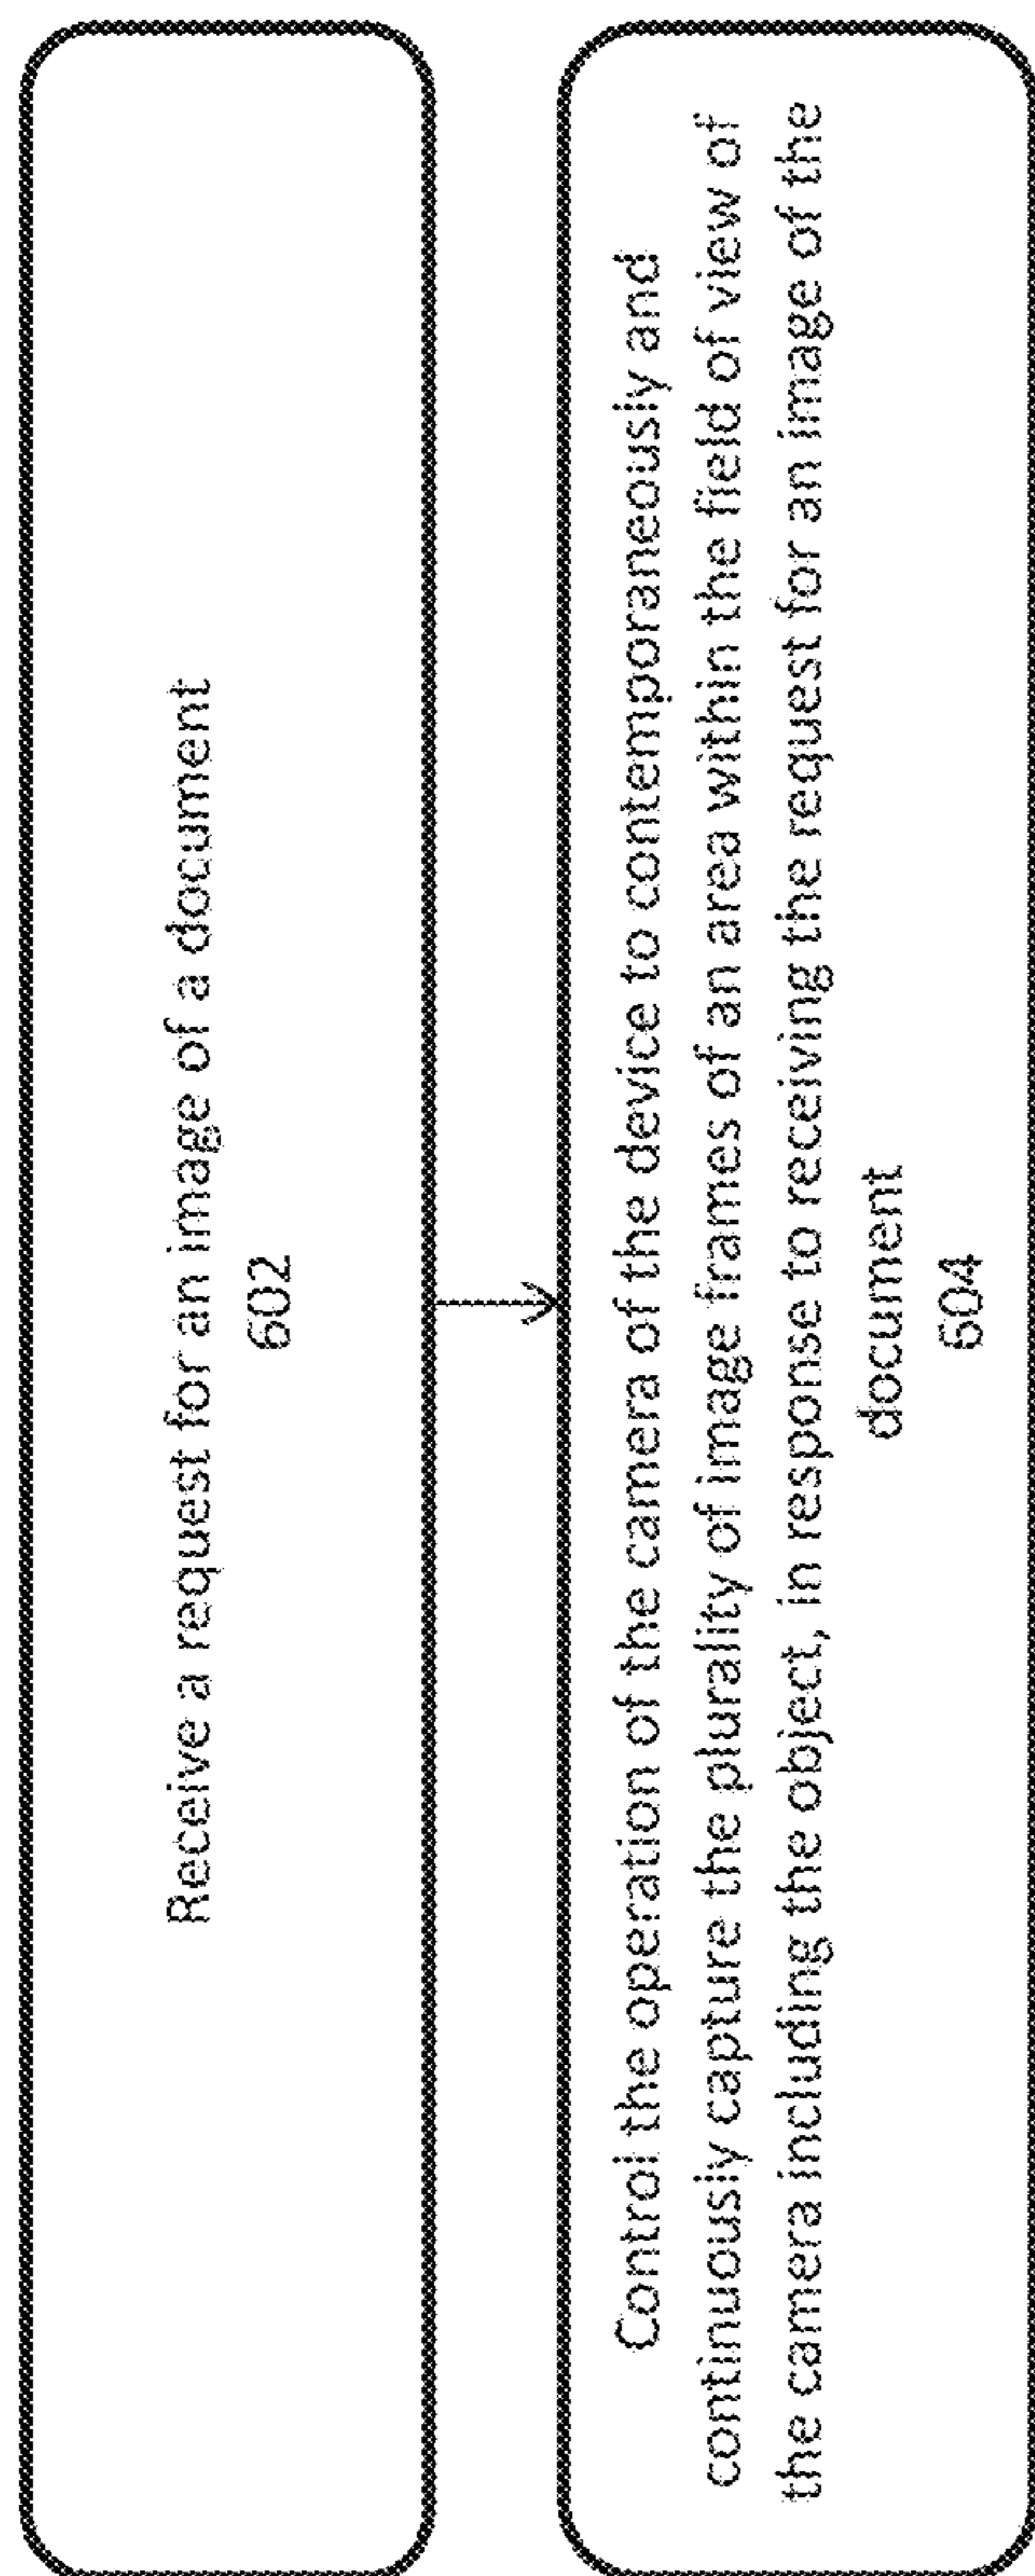 Receive a request for an image of a document
602
Control the operation of the camera of the device to contemporaneously and
continuously capture the plurality of image frames of an area within the field of view of
the camera including the object, in response to receiving the request for an image of the
document
604